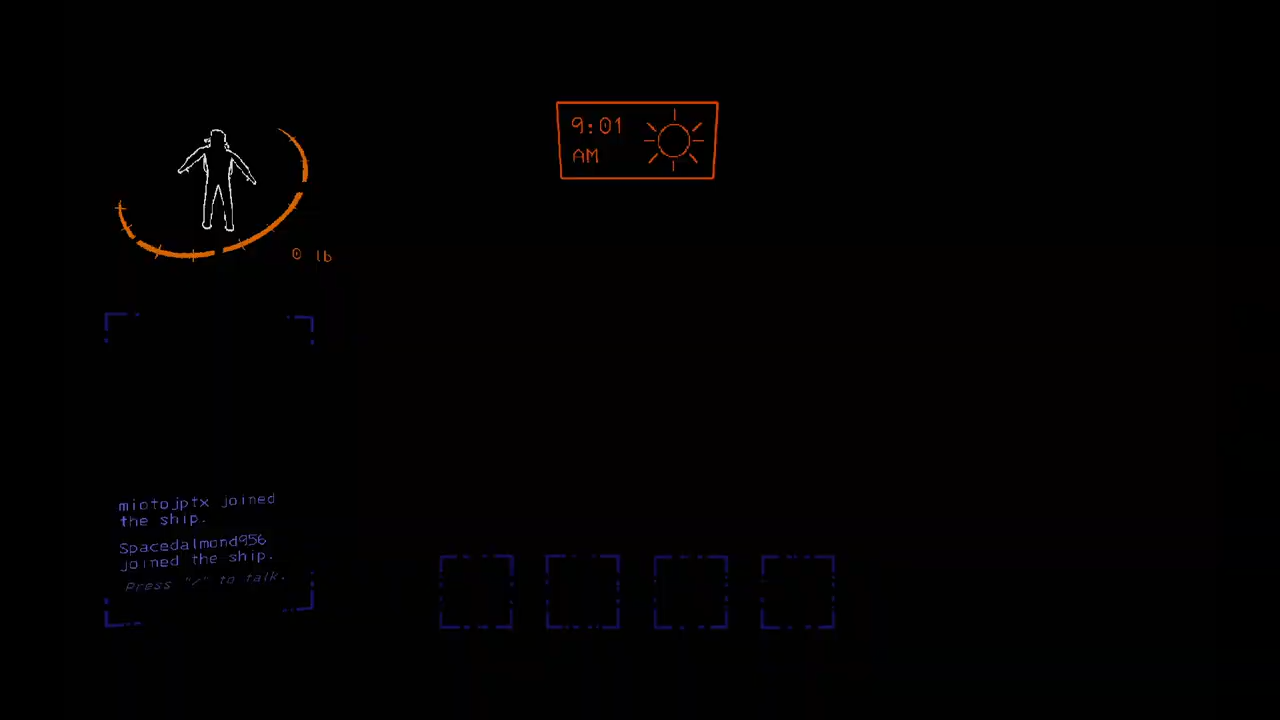 9:01
AM
0 lb
miotojptx joined
the ship.
Spacedalmond956
joined the ship.
Press "/" to talk.